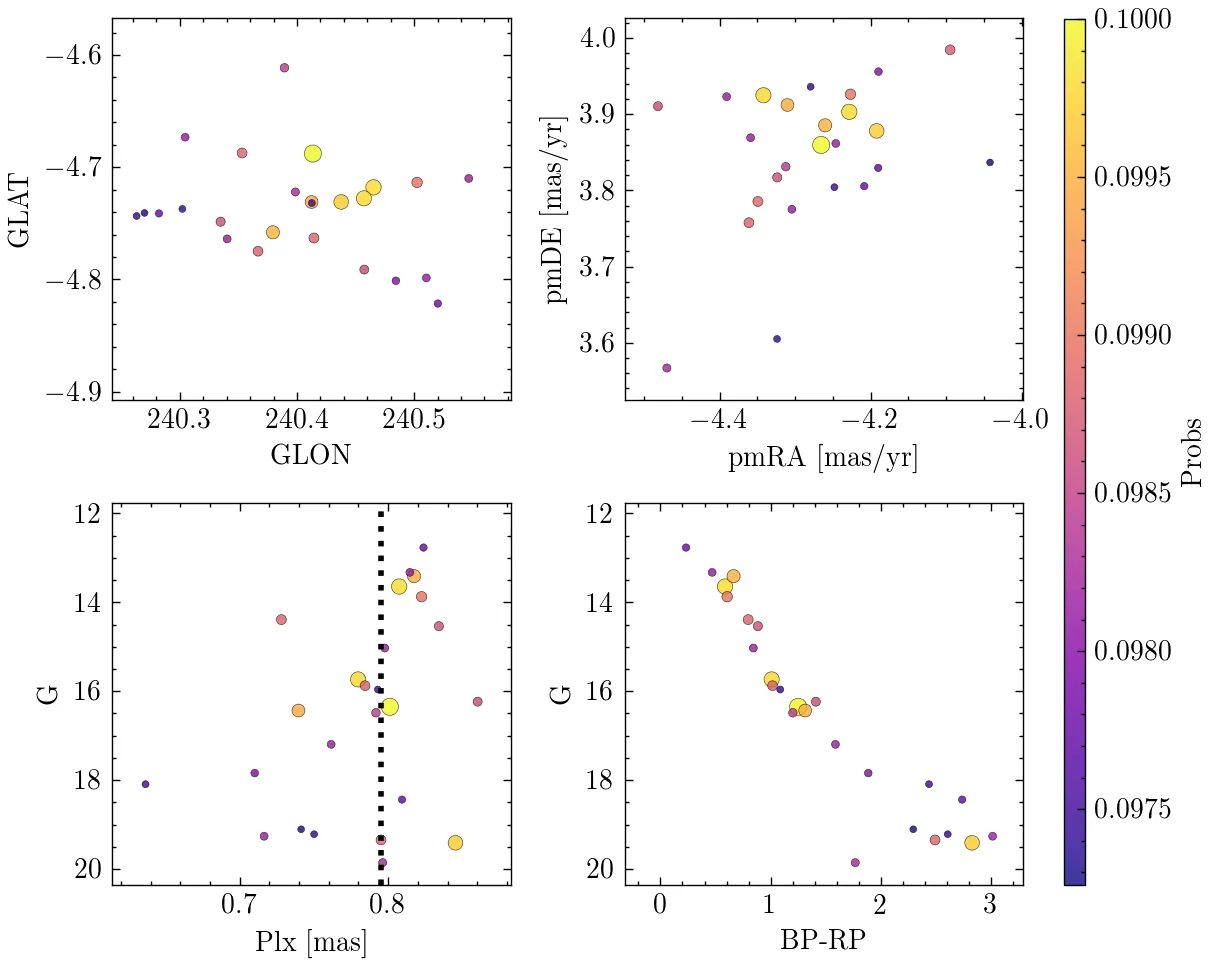 −4.6
−4.7
−4.8
−4.9
GLAT
240.3 240.4 240.5
GLON
4.0
3.9
3.8
3.7
3.6
pmDE [mas/yr]
−4.4 −4.2 −4.0
pmRA [mas/yr]
12
14
16
18
20
G
0.7 0.8
Plx [mas]
12
14
16
18
20
G
0 1 2 3
BP-RP
0.1000
0.0995
0.0990
0.0985
0.0980
0.0975
Probs